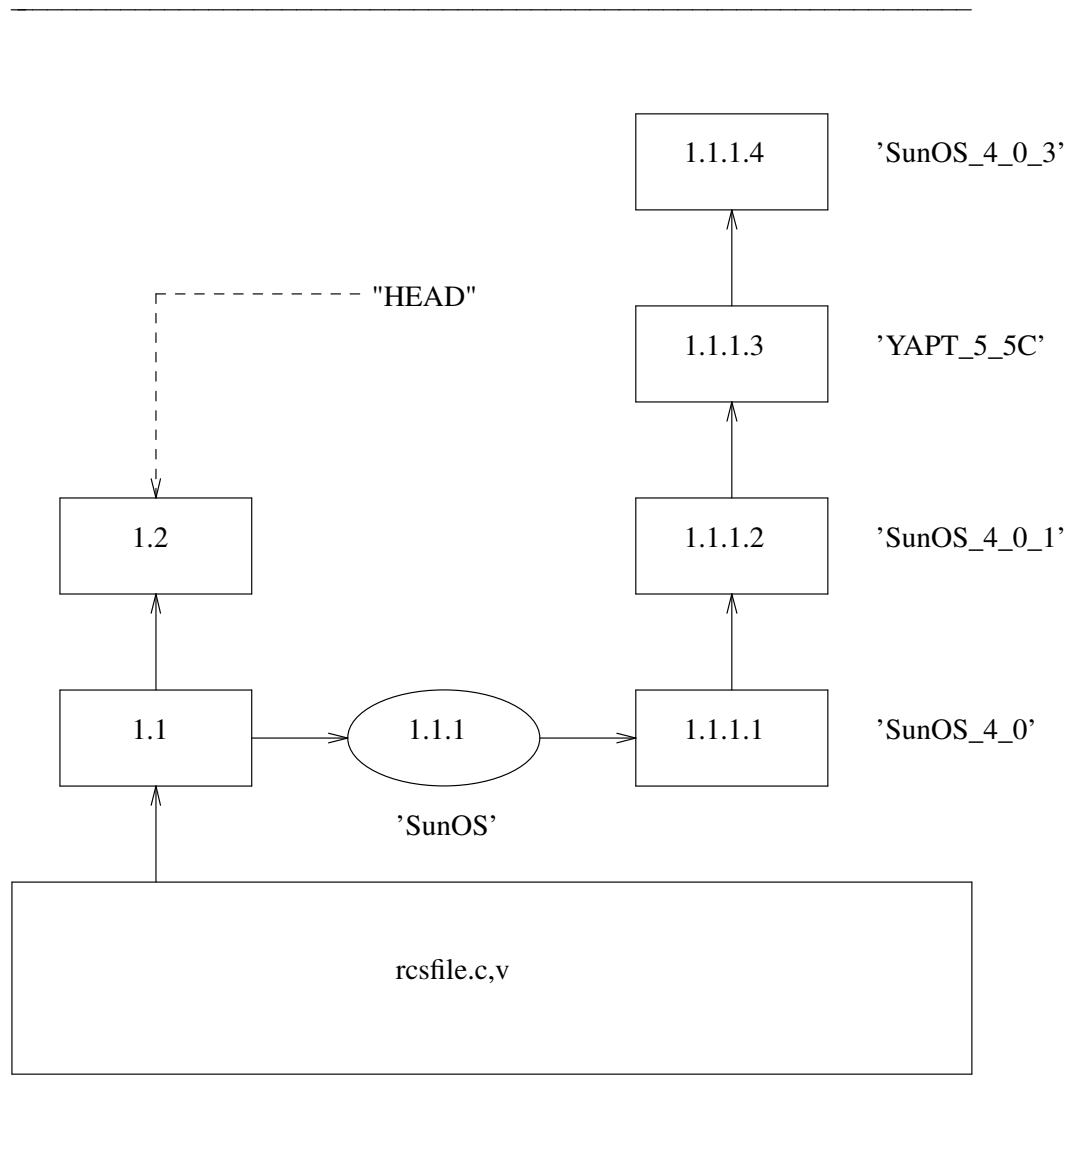 1.1.1.4 ’SunOS_4_0_3’
"HEAD" 
1.1.1.3 ’YAPT_5_5C’
1.2 1.1.1.2 ’SunOS_4_0_1’
1.1 1.1.1 1.1.1.1 ’SunOS_4_0’
’SunOS’
rcsfile.c,v